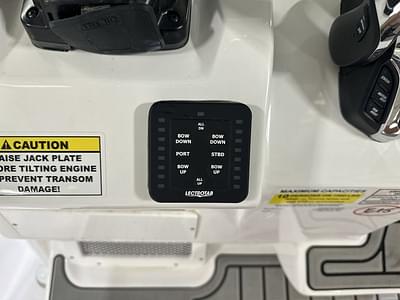 ALL
DN
BOW BOW
DOWN DOWN
PORT STBD
BOW BOW
UP UP
ALL
UP
LECTROTAB
CAUTION
AISE JACK PLATE
ORE TILTING ENGINE
PREVENT TRANSOM
DAMAGE!
MAXIMUM CAPACITIES